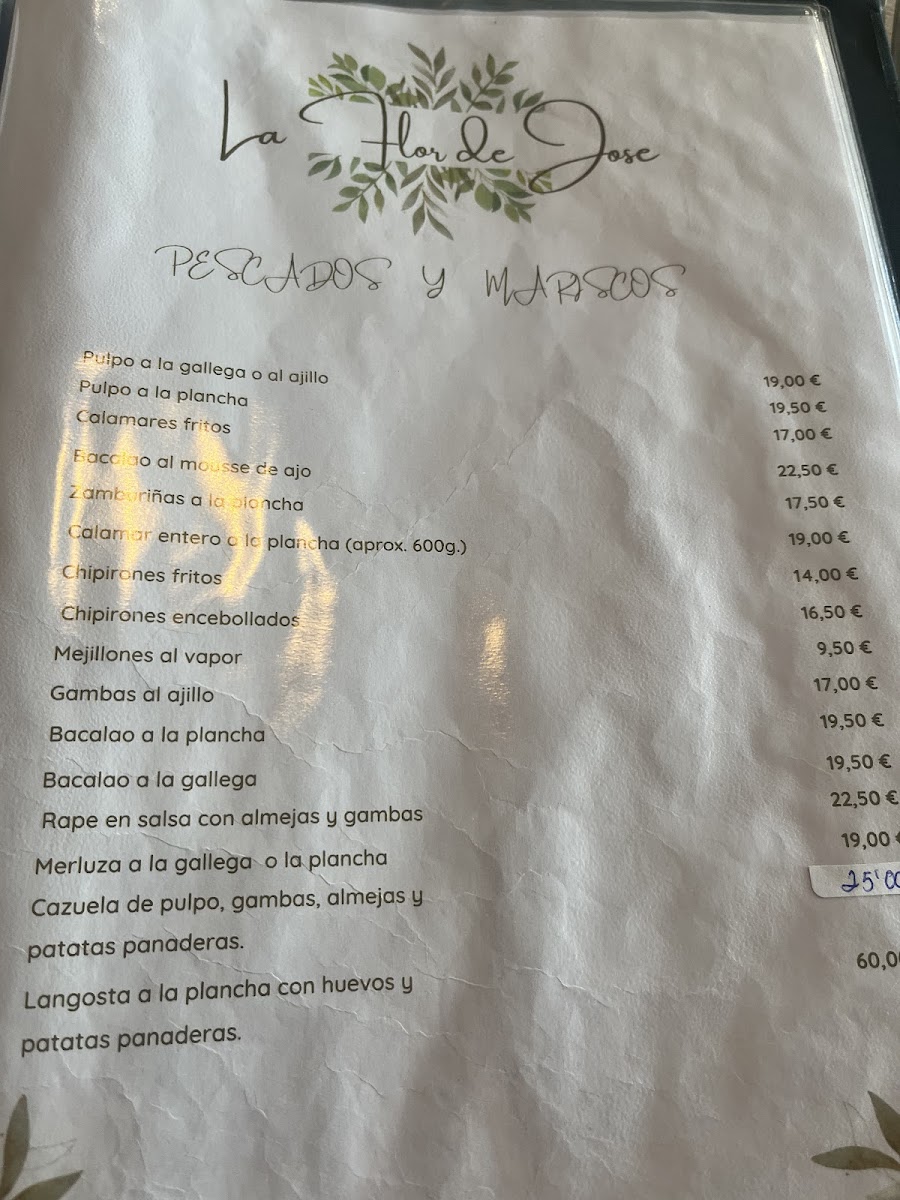 La Flor de Jose
PESCADOS Y MARISCOS
Pulpo a la gallega o al ajillo 19,00 €
Pulpo a la plancha 19,50 €
Calamares fritos 17,00 €
Bacalao al mousse de ajo 22,50 €
Zamburiñas a la plancha 17,50 €
Calamar entero a la plancha (aprox. 600g.) 19,00 €
Chipirones fritos 14,00 €
Chipirones encebollados 16,50 €
Mejillones al vapor 9,50 €
Gambas al ajillo 17,00 €
Bacalao a la plancha 19,50 €
Bacalao a la gallega 19,50 €
Rape en salsa con almejas y gambas 22,50 €
Merluza a la gallega o la plancha 19,00 €
Cazuela de pulpo, gambas, almejas y 25'00
patatas panaderas.
Langosta a la plancha con huevos y 60,0
patatas panaderas.